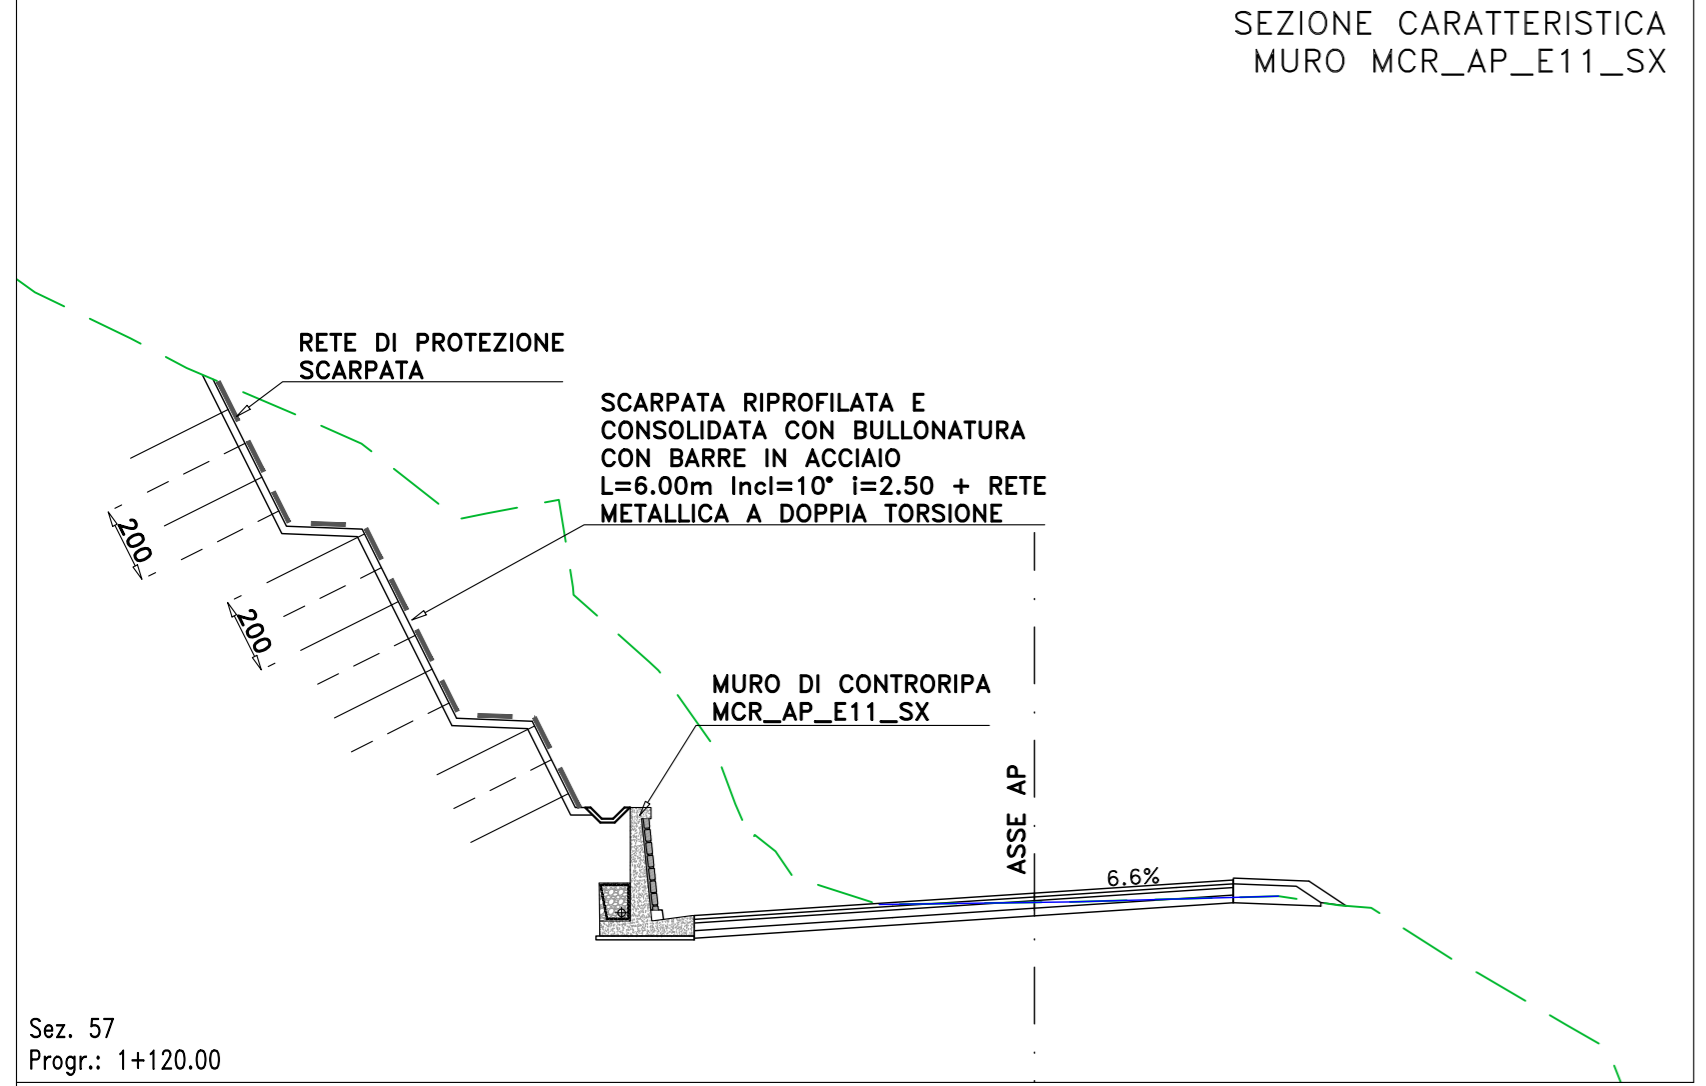 SEZIONE CARATTERISTICA
MURO MCR_AP_E11_SX
RETE DI PROTEZIONE
SCARPATA
SCARPATA RIPROFILATA E
CONSOLIDATA CON BULLONATURA
CON BARRE IN ACCIAIO
L=6.00m Incl=10° i=2.50 + RETE
METALLICA A DOPPIA TORSIONE
200
200
MURO DI CONTRORIPA
MCR_AP_E11_SX
ASSE AP
6.6%
Sez. 57
Progr.: 1+120.00